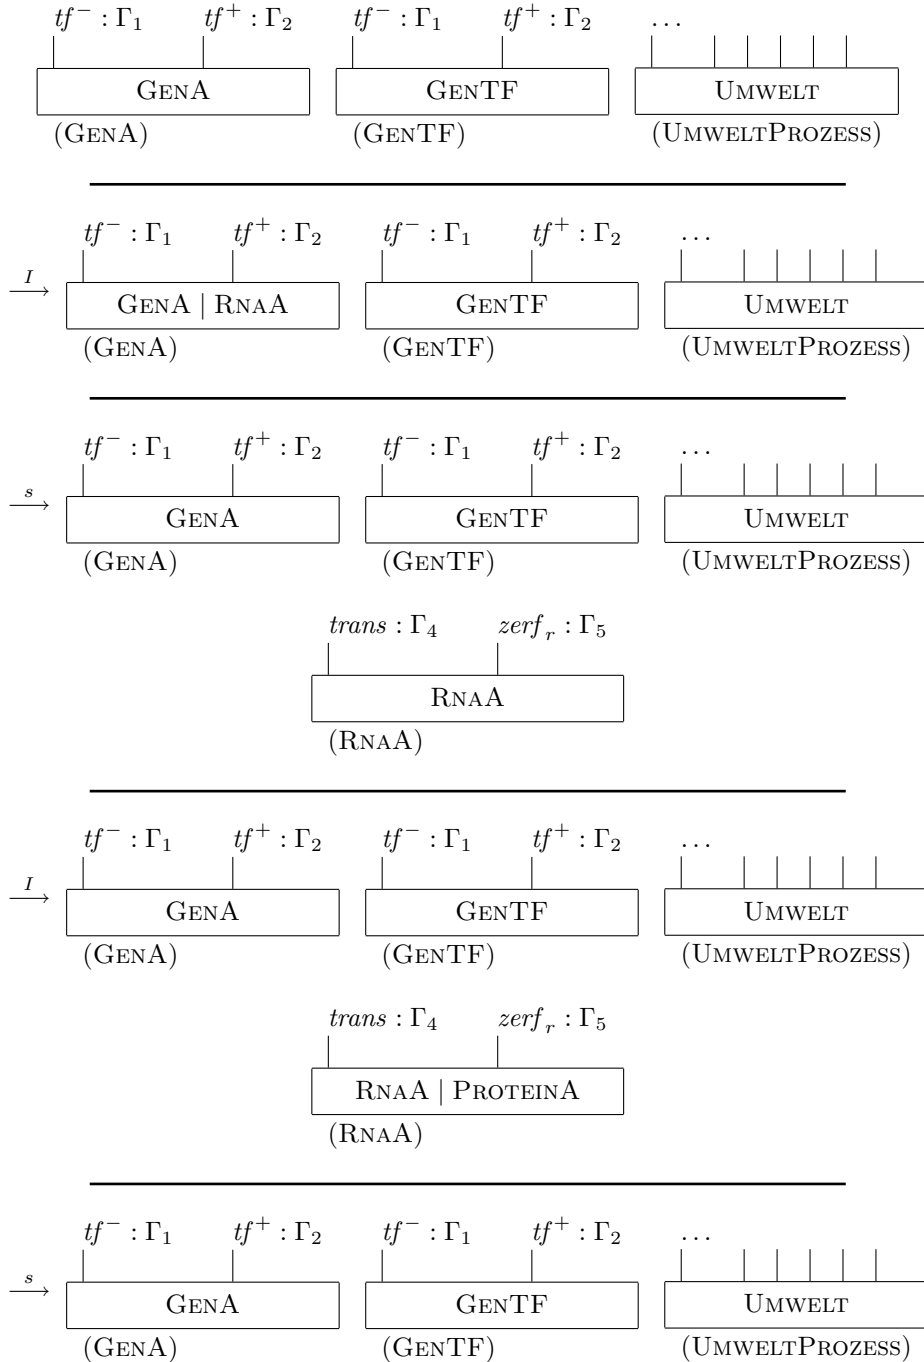 tf⁻ : Γ₁ tf⁺ : Γ₂ tf⁻ : Γ₁ tf⁺ : Γ₂ ...
GenA GenTF Umwelt
(GenA) (GenTF) (UmweltProzess)
tf⁻ : Γ₁ tf⁺ : Γ₂ tf⁻ : Γ₁ tf⁺ : Γ₂ ...
I→ GenA | RnaA GenTF Umwelt
(GenA) (GenTF) (UmweltProzess)
tf⁻ : Γ₁ tf⁺ : Γ₂ tf⁻ : Γ₁ tf⁺ : Γ₂ ...
s→ GenA GenTF Umwelt
(GenA) (GenTF) (UmweltProzess)
trans : Γ₄ zerf_r : Γ₅
RnaA
(RnaA)
tf⁻ : Γ₁ tf⁺ : Γ₂ tf⁻ : Γ₁ tf⁺ : Γ₂ ...
I→ GenA GenTF Umwelt
(GenA) (GenTF) (UmweltProzess)
trans : Γ₄ zerf_r : Γ₅
RnaA | ProteinA
(RnaA)
tf⁻ : Γ₁ tf⁺ : Γ₂ tf⁻ : Γ₁ tf⁺ : Γ₂ ...
s→ GenA GenTF Umwelt
(GenA) (GenTF) (UmweltProzess)